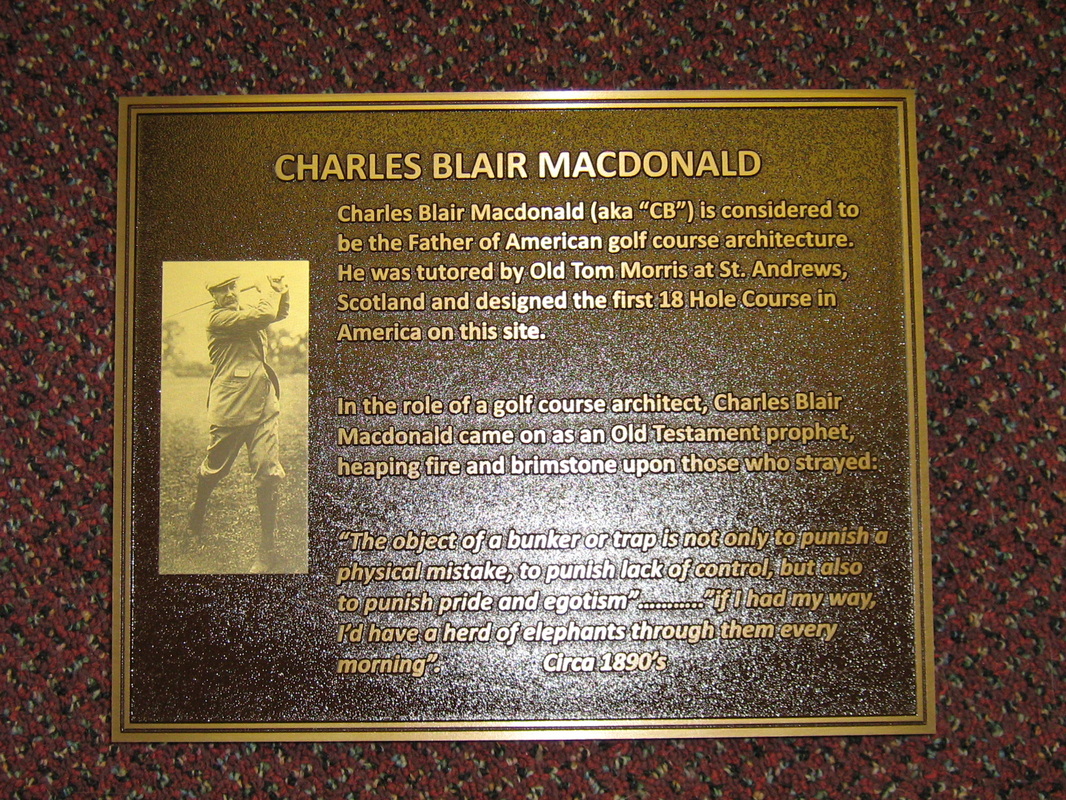 CHARLES BLAIR MACDONALD
Charles Blair Macdonald (aka “CB”) is considered to
be the Father of American golf course architecture.
He was tutored by Old Tom Morris at St. Andrews,
Scotland and designed the first 18 Hole Course in
America on this site.
In the role of a golf course architect, Charles Blair
Macdonald came on as an Old Testament prophet,
heaping fire and brimstone upon those who strayed:
“The object of a bunker or trap is not only to punish a
physical mistake, to punish lack of control, but also
to punish pride and egotism”...........”if I had my way,
I’d have a herd of elephants through them every
morning”. Circa 1890’s